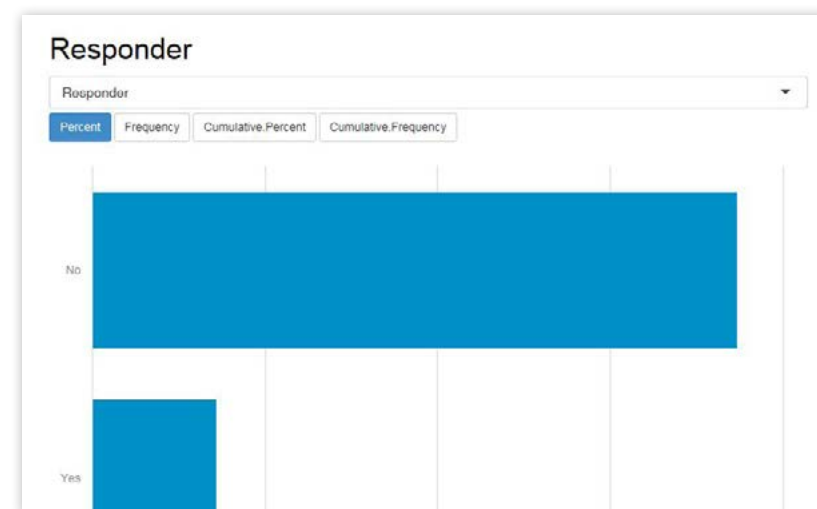 Responder
Responder
Percent Frequency Cumulative.Percent Cumulative.Frequency
No
Yes